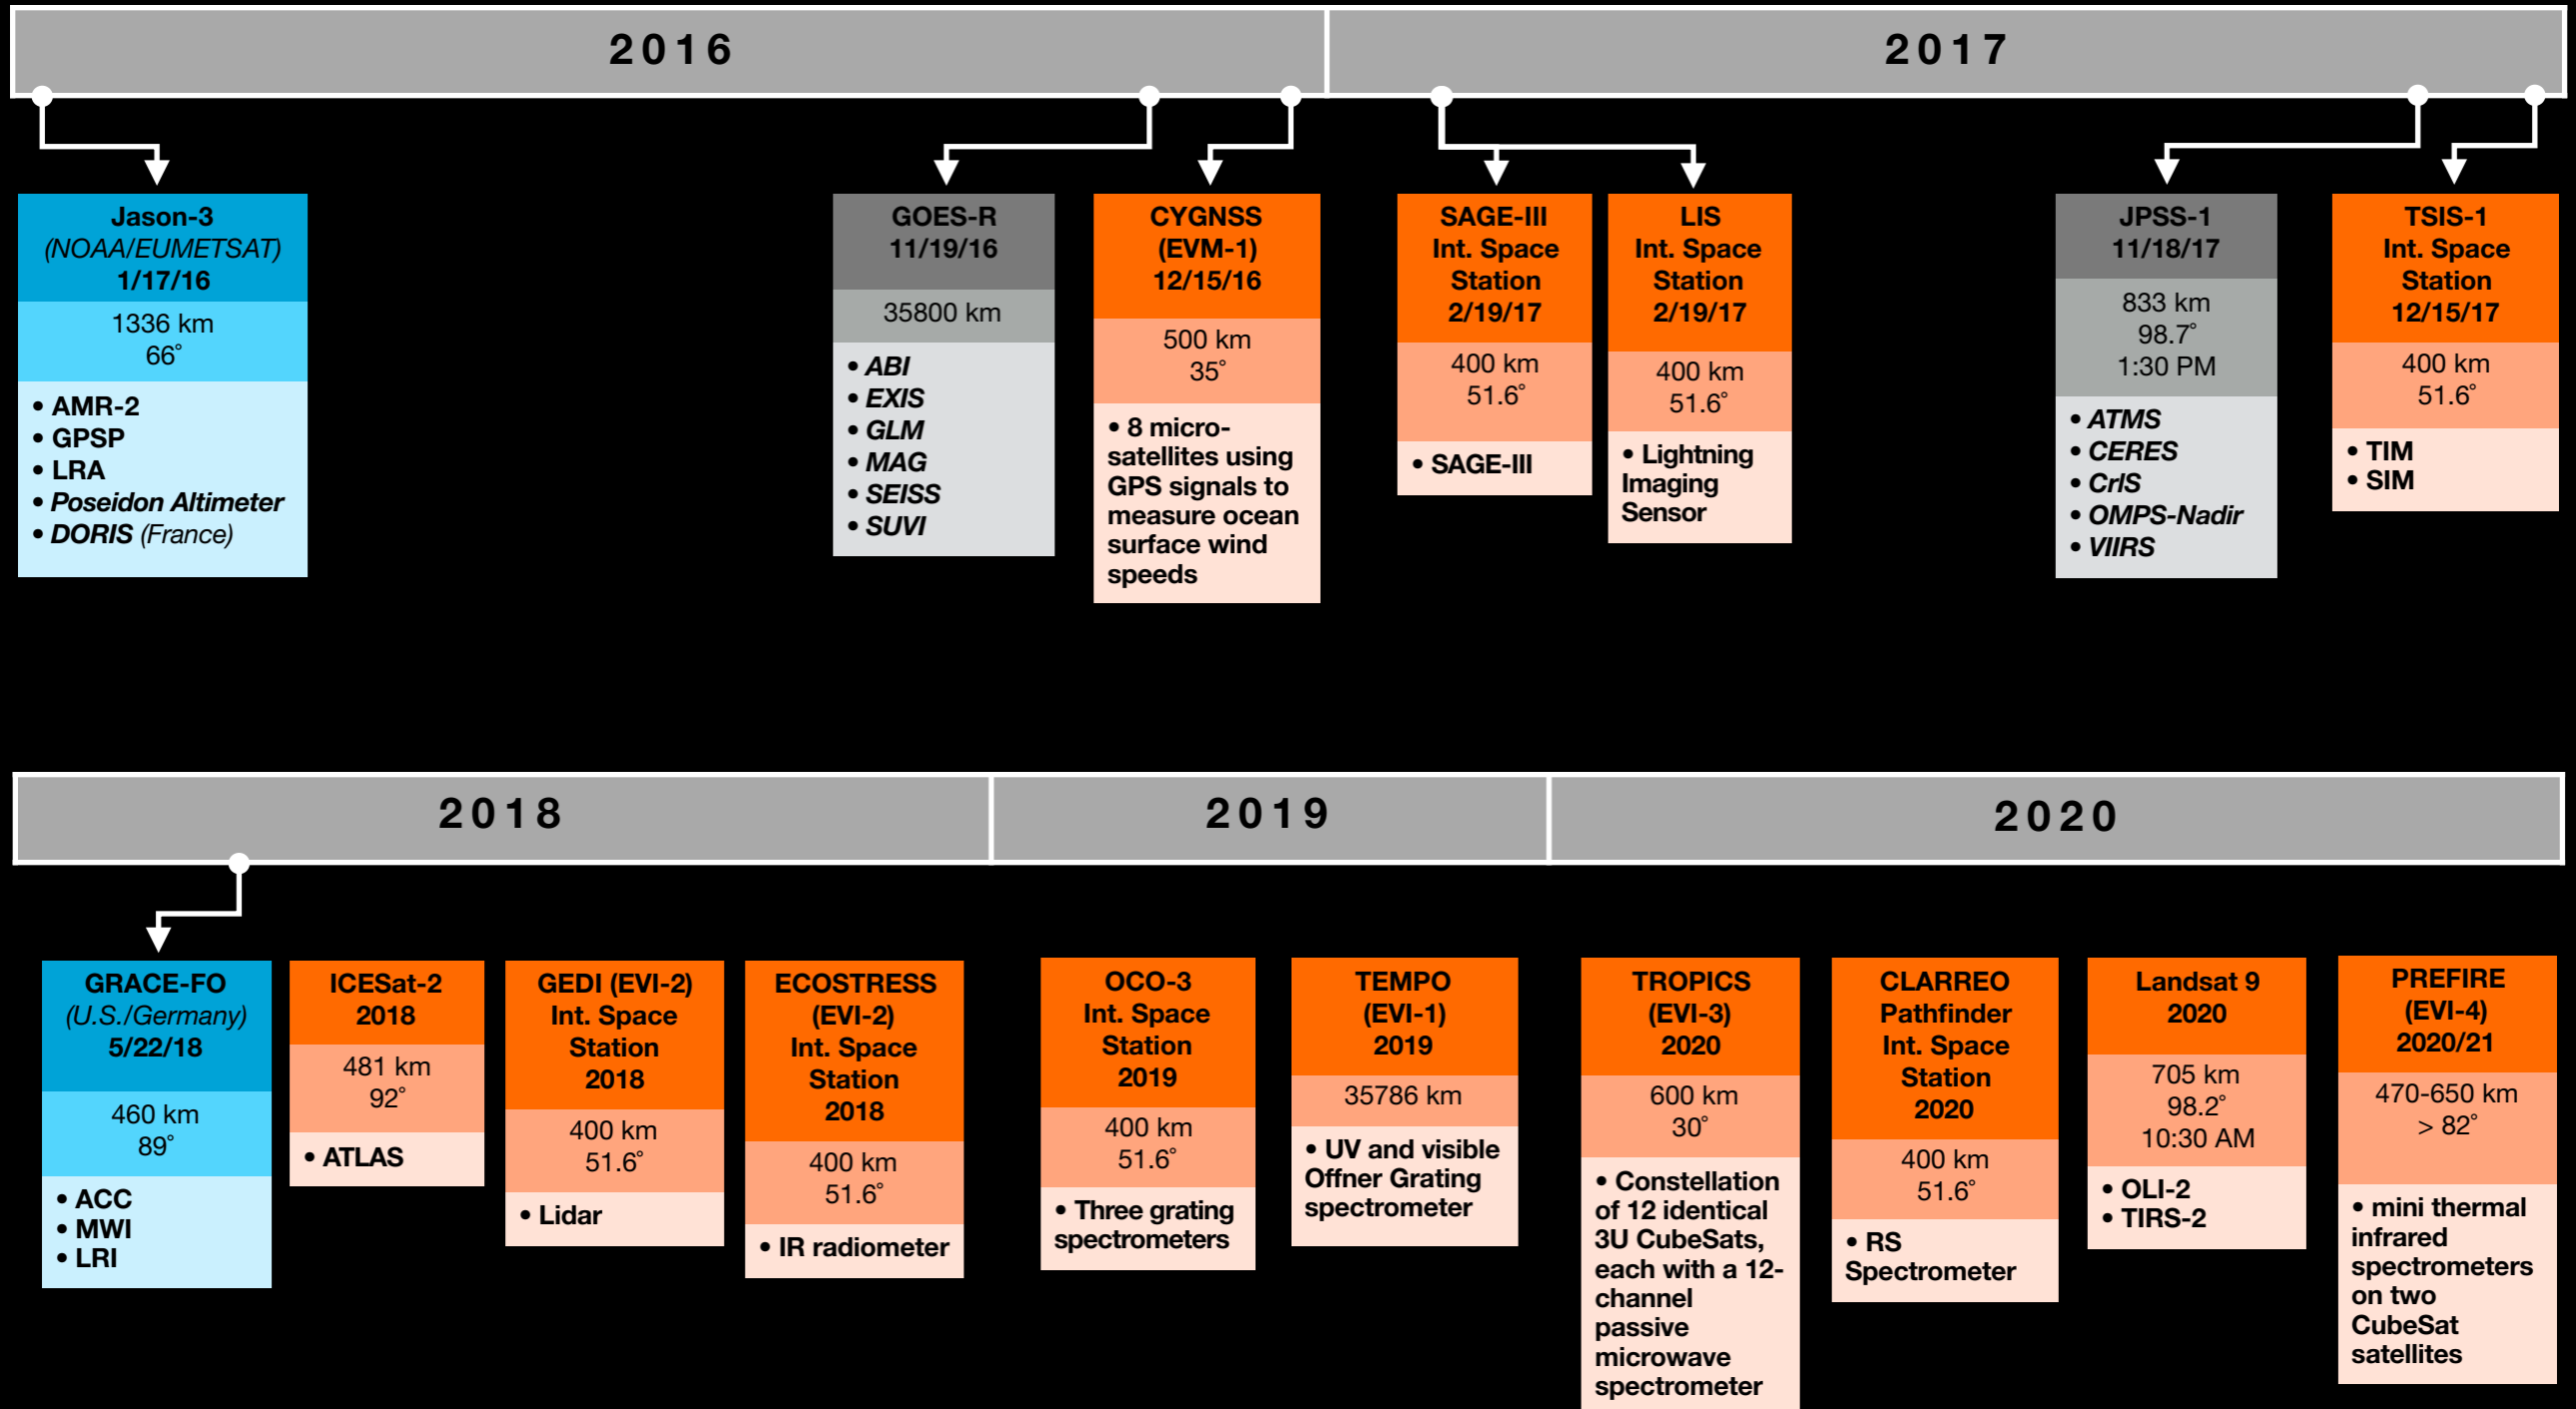 2016
2017
Jason-3
(NOAA/EUMETSAT)
1/17/16
1336 km
66°
• AMR-2
• GPSP
• LRA
• Poseidon Altimeter
• DORIS (France)
GOES-R
11/19/16
35800 km
• ABI
• EXIS
• GLM
• MAG
• SEISS
• SUVI
CYGNSS
(EVM-1)
12/15/16
500 km
35°
• 8 micro-
satellites using
GPS signals to
measure ocean
surface wind
speeds
SAGE-III
Int. Space
Station
2/19/17
400 km
51.6°
• SAGE-III
LIS
Int. Space
Station
2/19/17
400 km
51.6°
• Lightning
Imaging
Sensor
JPSS-1
11/18/17
833 km
98.7°
1:30 PM
• ATMS
• CERES
• CrIS
• OMPS-Nadir
• VIIRS
TSIS-1
Int. Space
Station
12/15/17
400 km
51.6°
• TIM
• SIM
2018
2019
2020
GRACE-FO
(U.S./Germany)
5/22/18
460 km
89°
• ACC
• MWI
• LRI
ICESat-2
2018
481 km
92°
• ATLAS
GEDI (EVI-2)
Int. Space
Station
2018
400 km
51.6°
• Lidar
ECOSTRESS
(EVI-2)
Int. Space
Station
2018
400 km
51.6°
• IR radiometer
OCO-3
Int. Space
Station
2019
400 km
51.6°
• Three grating
spectrometers
TEMPO
(EVI-1)
2019
35786 km
• UV and visible
Offner Grating
spectrometer
TROPICS
(EVI-3)
2020
600 km
30°
• Constellation
of 12 identical
3U CubeSats,
each with a 12-
channel
passive
microwave
spectrometer
CLARREO
Pathfinder
Int. Space
Station
2020
400 km
51.6°
• RS
Spectrometer
Landsat 9
2020
705 km
98.2°
10:30 AM
• OLI-2
• TIRS-2
PREFIRE
(EVI-4)
2020/21
470-650 km
> 82°
• mini thermal
infrared
spectrometers
on two
CubeSat
satellites